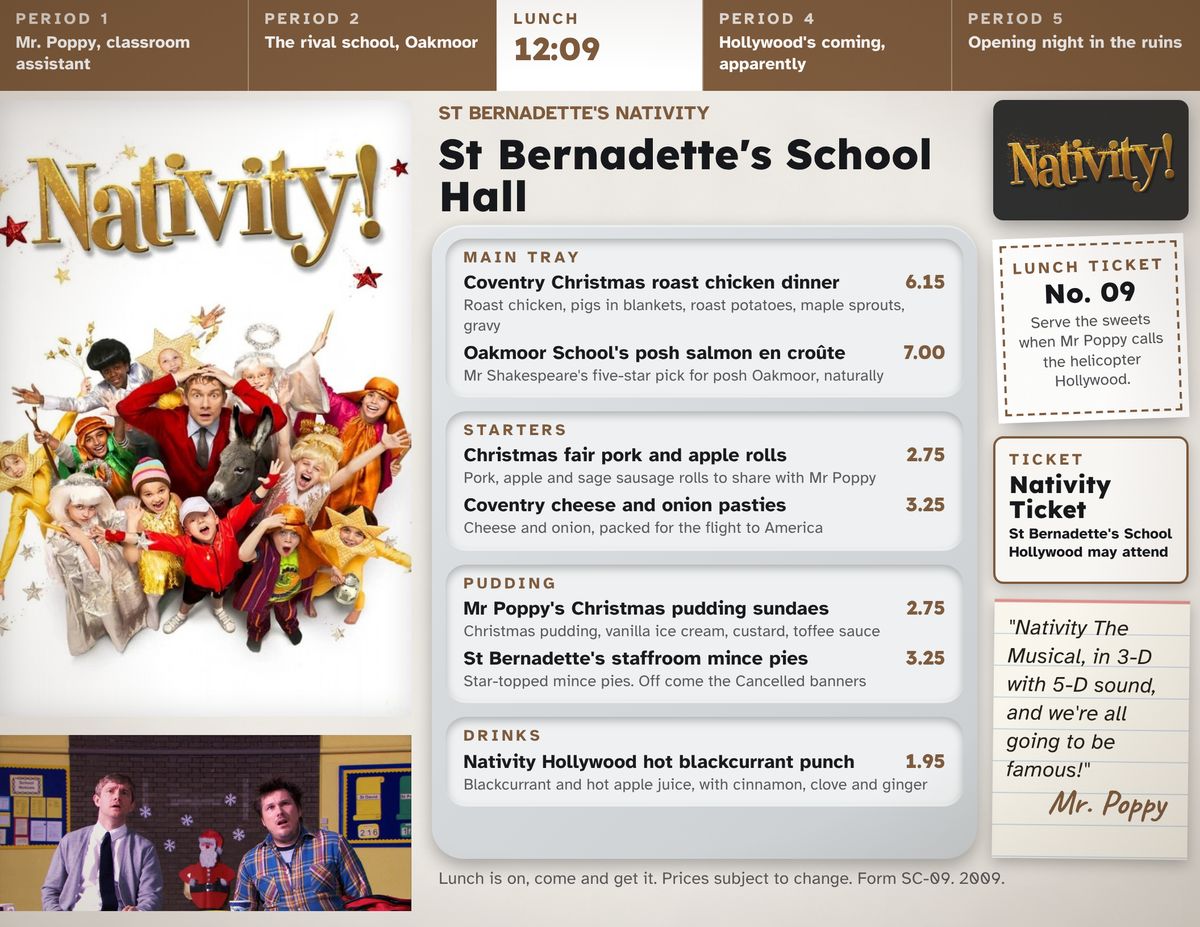 PERIOD 1
Mr. Poppy, classroom
assistant
PERIOD 2
The rival school, Oakmoor
LUNCH
12:09
PERIOD 4
Hollywood's coming,
apparently
PERIOD 5
Opening night in the ruins
Nativity!
ST BERNADETTE'S NATIVITY
St Bernadette's School
Hall
MAIN TRAY
Coventry Christmas roast chicken dinner 6.15
Roast chicken, pigs in blankets, roast potatoes, maple sprouts,
gravy
Oakmoor School's posh salmon en croûte 7.00
Mr Shakespeare's five-star pick for posh Oakmoor, naturally
STARTERS
Christmas fair pork and apple rolls 2.75
Pork, apple and sage sausage rolls to share with Mr Poppy
Coventry cheese and onion pasties 3.25
Cheese and onion, packed for the flight to America
PUDDING
Mr Poppy's Christmas pudding sundaes 2.75
Christmas pudding, vanilla ice cream, custard, toffee sauce
St Bernadette's staffroom mince pies 3.25
Star-topped mince pies. Off come the Cancelled banners
DRINKS
Nativity Hollywood hot blackcurrant punch 1.95
Blackcurrant and hot apple juice, with cinnamon, clove and ginger
Lunch is on, come and get it. Prices subject to change. Form SC-09. 2009.
Nativity!
LUNCH TICKET
No. 09
Serve the sweets
when Mr Poppy calls
the helicopter
Hollywood.
TICKET
Nativity
Ticket
St Bernadette's School
Hollywood may attend
"Nativity The
Musical, in 3-D
with 5-D sound,
and we're all
going to be
famous!"
Mr. Poppy
216